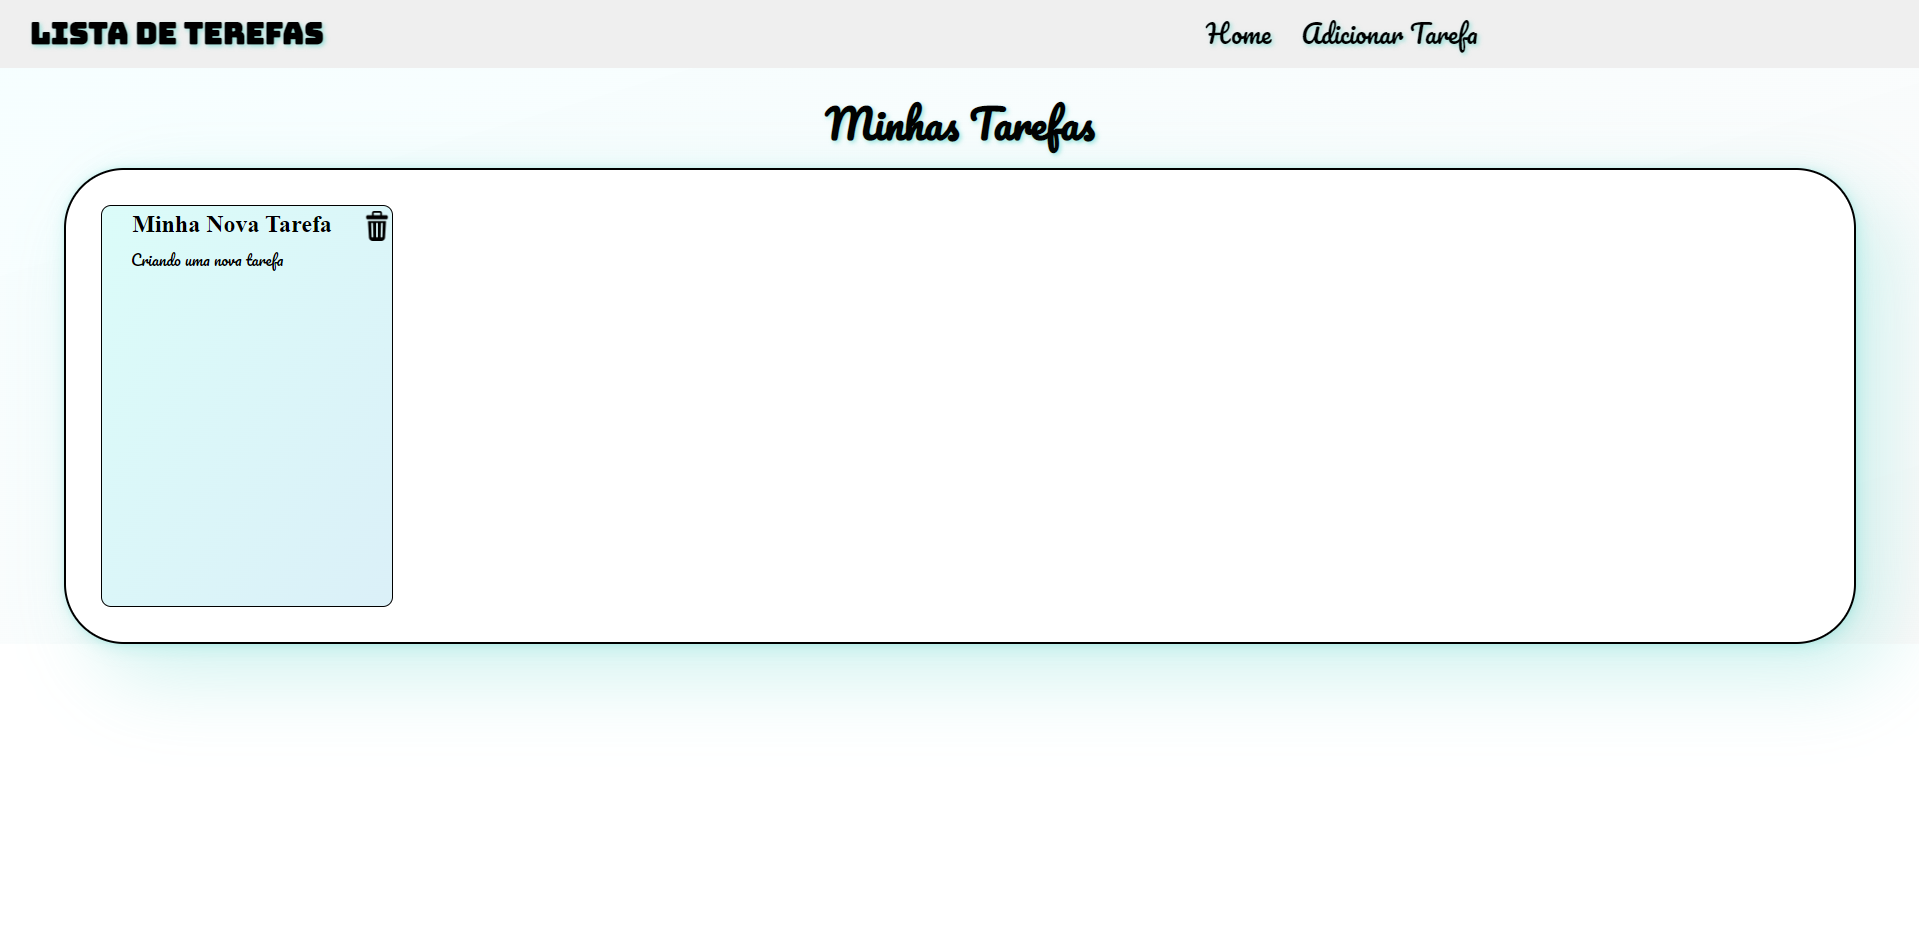 LISTA DE TEREFAS
Home Adicionar Tarefa
Minhas Tarefas
Minha Nova Tarefa
Criando uma nova tarefa